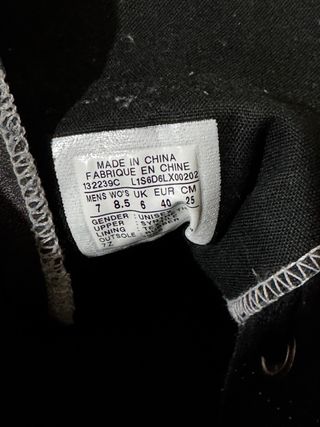 MADE IN CHINA
FABRIQUE EN CHINE
132239C L1S6D6LX00202
MENS WO'S UK EUR CM
7 8.5 6 40 25
GENDER :
UPPER :
LINING :
OUTSOLE :